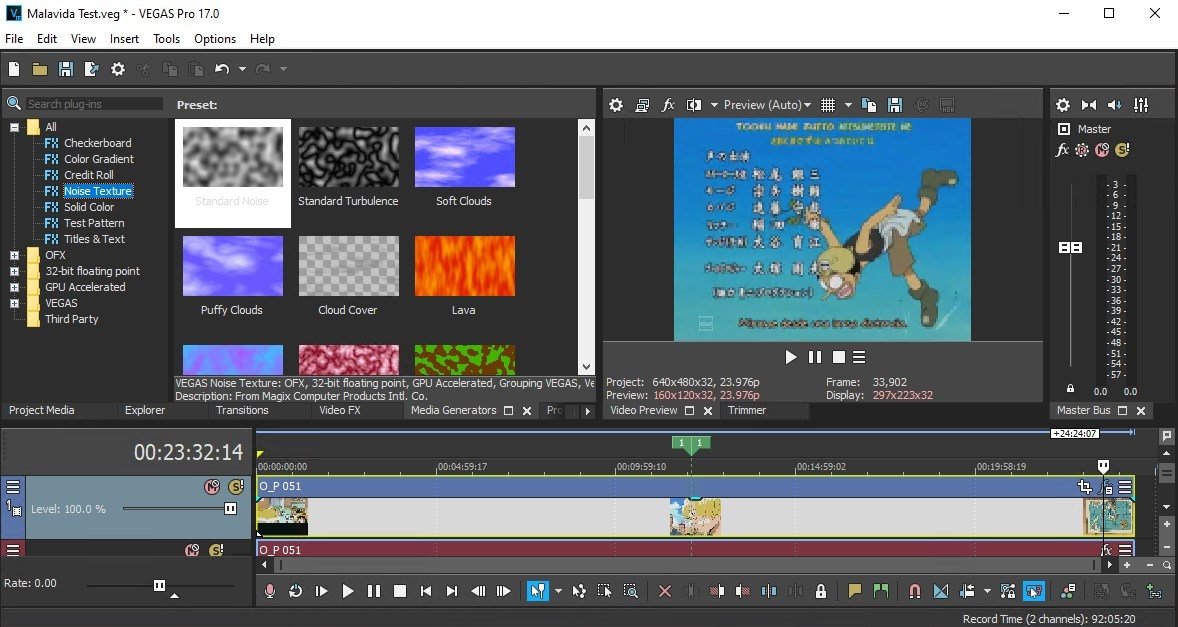 Malavida Test.veg * - VEGAS Pro 17.0
File Edit View Insert Tools Options Help
Search plug-ins
Preset:
All
Checkerboard
Color Gradient
Credit Roll
Noise Texture
Solid Color
Test Pattern
Titles & Text
OFX
32-bit floating point
GPU Accelerated
VEGAS
Third Party
Standard Noise Standard Turbulence Soft Clouds
Puffy Clouds Cloud Cover Lava
VEGAS Noise Texture: OFX, 32-bit floating point, GPU Accelerated, Grouping VEGAS, Ve
Description: From Magix Computer Products Intl. Co.
Project Media Explorer Transitions Video FX Media Generators Pro
fx Preview (Auto)
Project: 640x480x32, 23.976p Frame: 33,902
Preview: 160x120x32, 23.976p Display: 297x223x32
Video Preview Trimmer
Master
fx
- 3 -
- 6 -
- 9 -
-12 -
-15 -
-18 -
-21 -
-24 -
-27 -
-30 -
-33 -
-36 -
-39 -
-42 -
-45 -
-48 -
-51 -
-54 -
-57 -
0.0 0.0
Master Bus
+24:24:07
00:23:32:14
1 1
00:00:00:00 00:04:59:17 00:09:59:10 00:14:59:02 00:19:58:19
O_P 051
1
Level: 100.0 %
O_P 051
fx
Rate: 0.00
Record Time (2 channels): 92:05:20